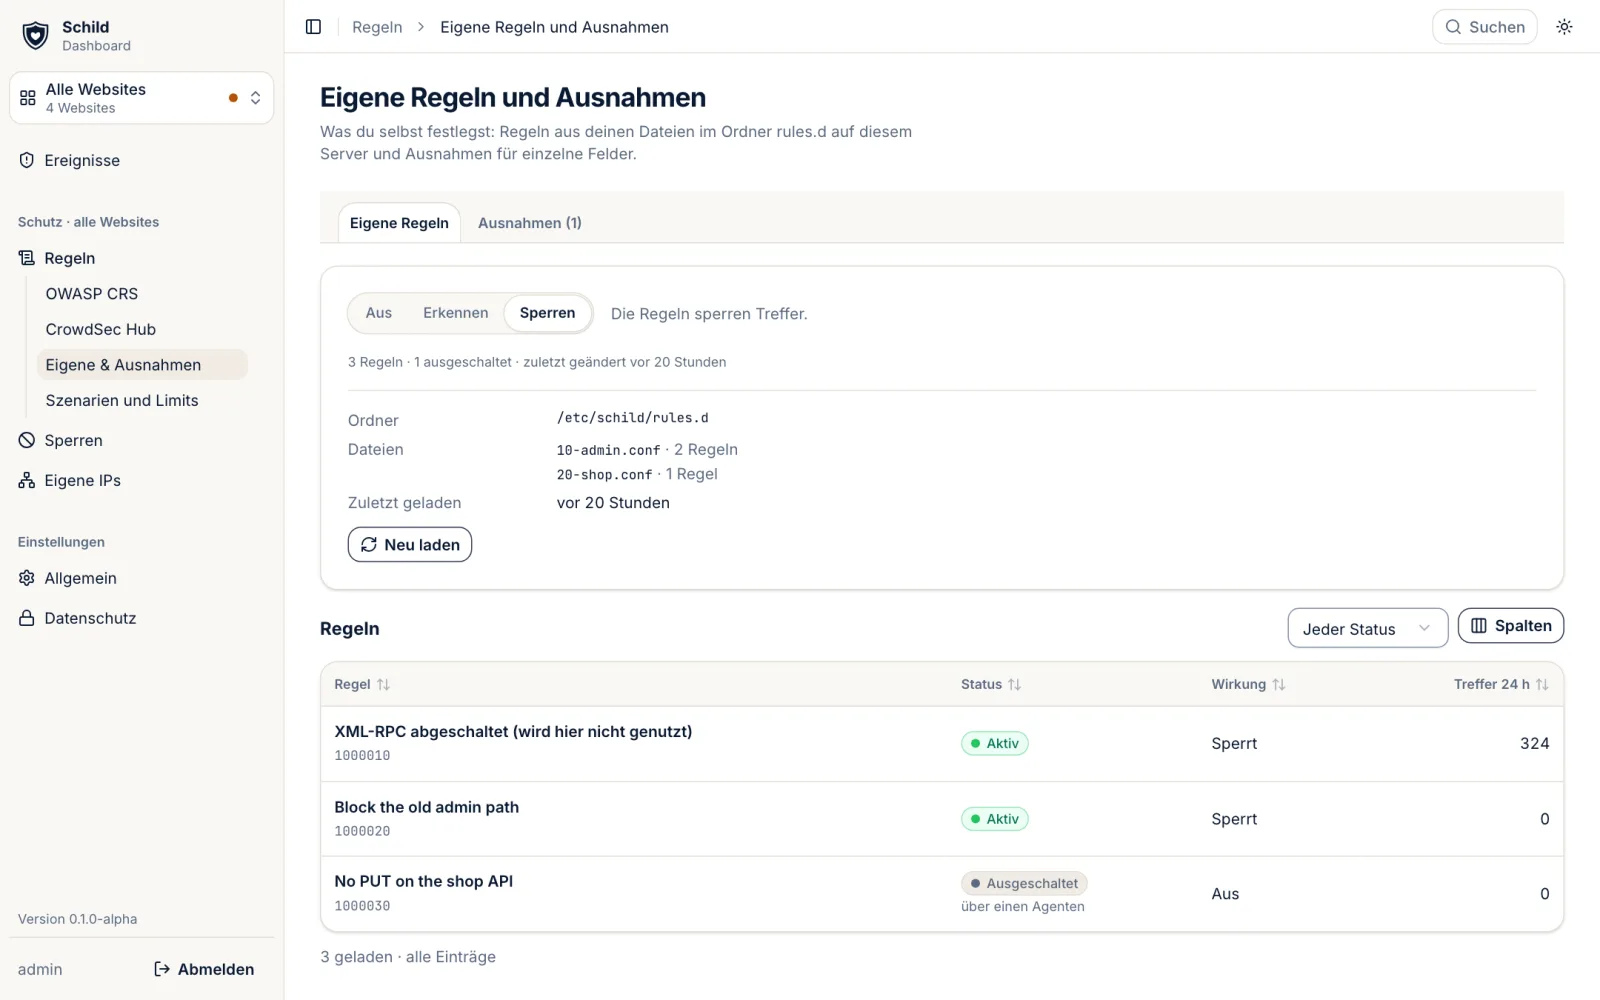 Schild
Dashboard
Alle Websites
4 Websites
Ereignisse
Schutz · alle Websites
Regeln
OWASP CRS
CrowdSec Hub
Eigene & Ausnahmen
Szenarien und Limits
Sperren
Eigene IPs
Einstellungen
Allgemein
Datenschutz
Version 0.1.0-alpha
admin
Abmelden
Regeln > Eigene Regeln und Ausnahmen
Suchen
Eigene Regeln und Ausnahmen
Was du selbst festlegst: Regeln aus deinen Dateien im Ordner rules.d auf diesem
Server und Ausnahmen für einzelne Felder.
Eigene Regeln Ausnahmen (1)
Aus Erkennen Sperren Die Regeln sperren Treffer.
3 Regeln · 1 ausgeschaltet · zuletzt geändert vor 20 Stunden
Ordner /etc/schild/rules.d
Dateien 10-admin.conf · 2 Regeln
20-shop.conf · 1 Regel
Zuletzt geladen vor 20 Stunden
Neu laden
Regeln
Jeder Status
Spalten
Regel Status Wirkung Treffer 24 h
XML-RPC abgeschaltet (wird hier nicht genutzt)
1000010
Aktiv Sperrt 324
Block the old admin path
1000020
Aktiv Sperrt 0
No PUT on the shop API
1000030
Ausgeschaltet
über einen Agenten
Aus 0
3 geladen · alle Einträge